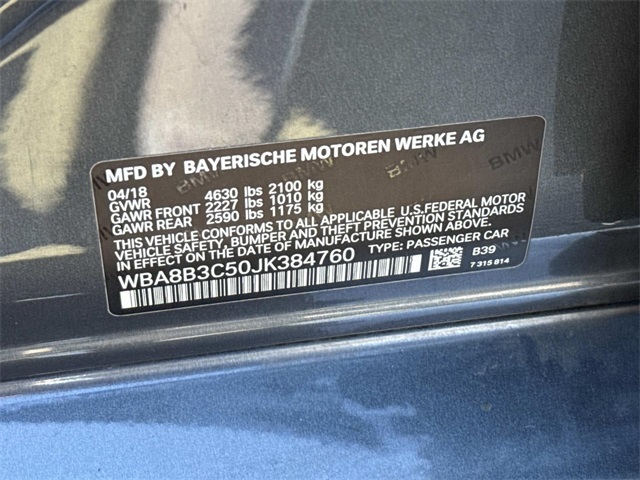 MFD BY BAYERISCHE MOTOREN WERKE AG
04/18
GVWR 4630 lbs 2100 kg
GAWR FRONT 2227 lbs 1010 kg
GAWR REAR 2590 lbs 1175 kg
THIS VEHICLE CONFORMS TO ALL APPLICABLE U.S.FEDERAL MOTOR
VEHICLE SAFETY, BUMPER, AND THEFT PREVENTION STANDARDS
IN EFFECT ON THE DATE OF MANUFACTURE SHOWN ABOVE.
WBA8B3C50JK384760 TYPE: PASSENGER CAR
B39
7 315 814
BMW
BMW
BMW